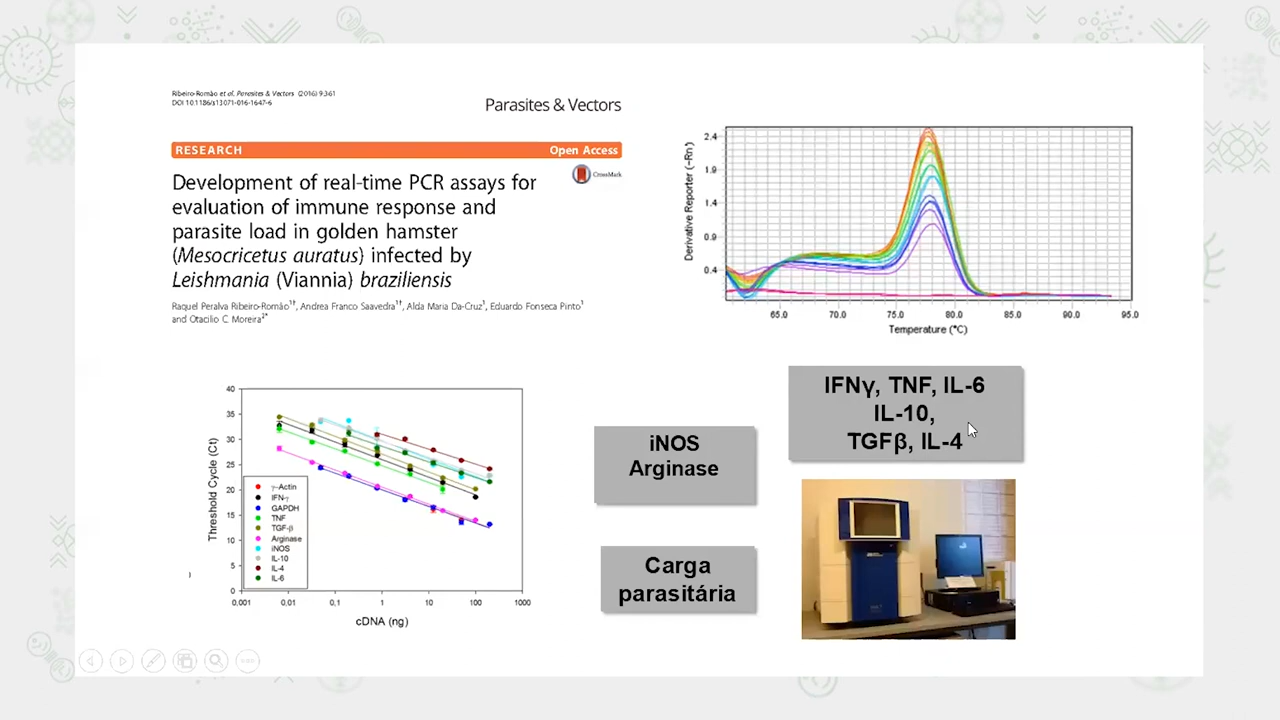 Ribeiro-Romão et al. Parasites & Vectors (2016) 9:361
DOI 10.1186/s13071-016-1647-6
Parasites & Vectors
RESEARCH
Open Access
CrossMark
Development of real-time PCR assays for
evaluation of immune response and
parasite load in golden hamster
(Mesocricetus auratus) infected by
Leishmania (Viannia) braziliensis
Raquel Peralva Ribeiro-Romão1†, Andrea Franco Saavedra1†, Alda Maria Da-Cruz1, Eduardo Fonseca Pinto1
and Otacilio C Moreira2*
Derivative Reporter (-Rn')
2.4
1.9
1.4
0.9
0.4
65.0 70.0 75.0 80.0 85.0 90.0 95.0
Temperature (°C)
Threshold Cycle (Ct)
40
35
30
25
20
15
10
5
0
γ-Actin
IFN-γ
GAPDH
TNF
TGF-β
Arginase
iNOS
IL-10
IL-4
IL-6
0,001 0,01 0,1 1 10 100 1000
cDNA (ng)
iNOS
Arginase
IFNγ, TNF, IL-6
IL-10,
TGFβ, IL-4
Carga
parasitária